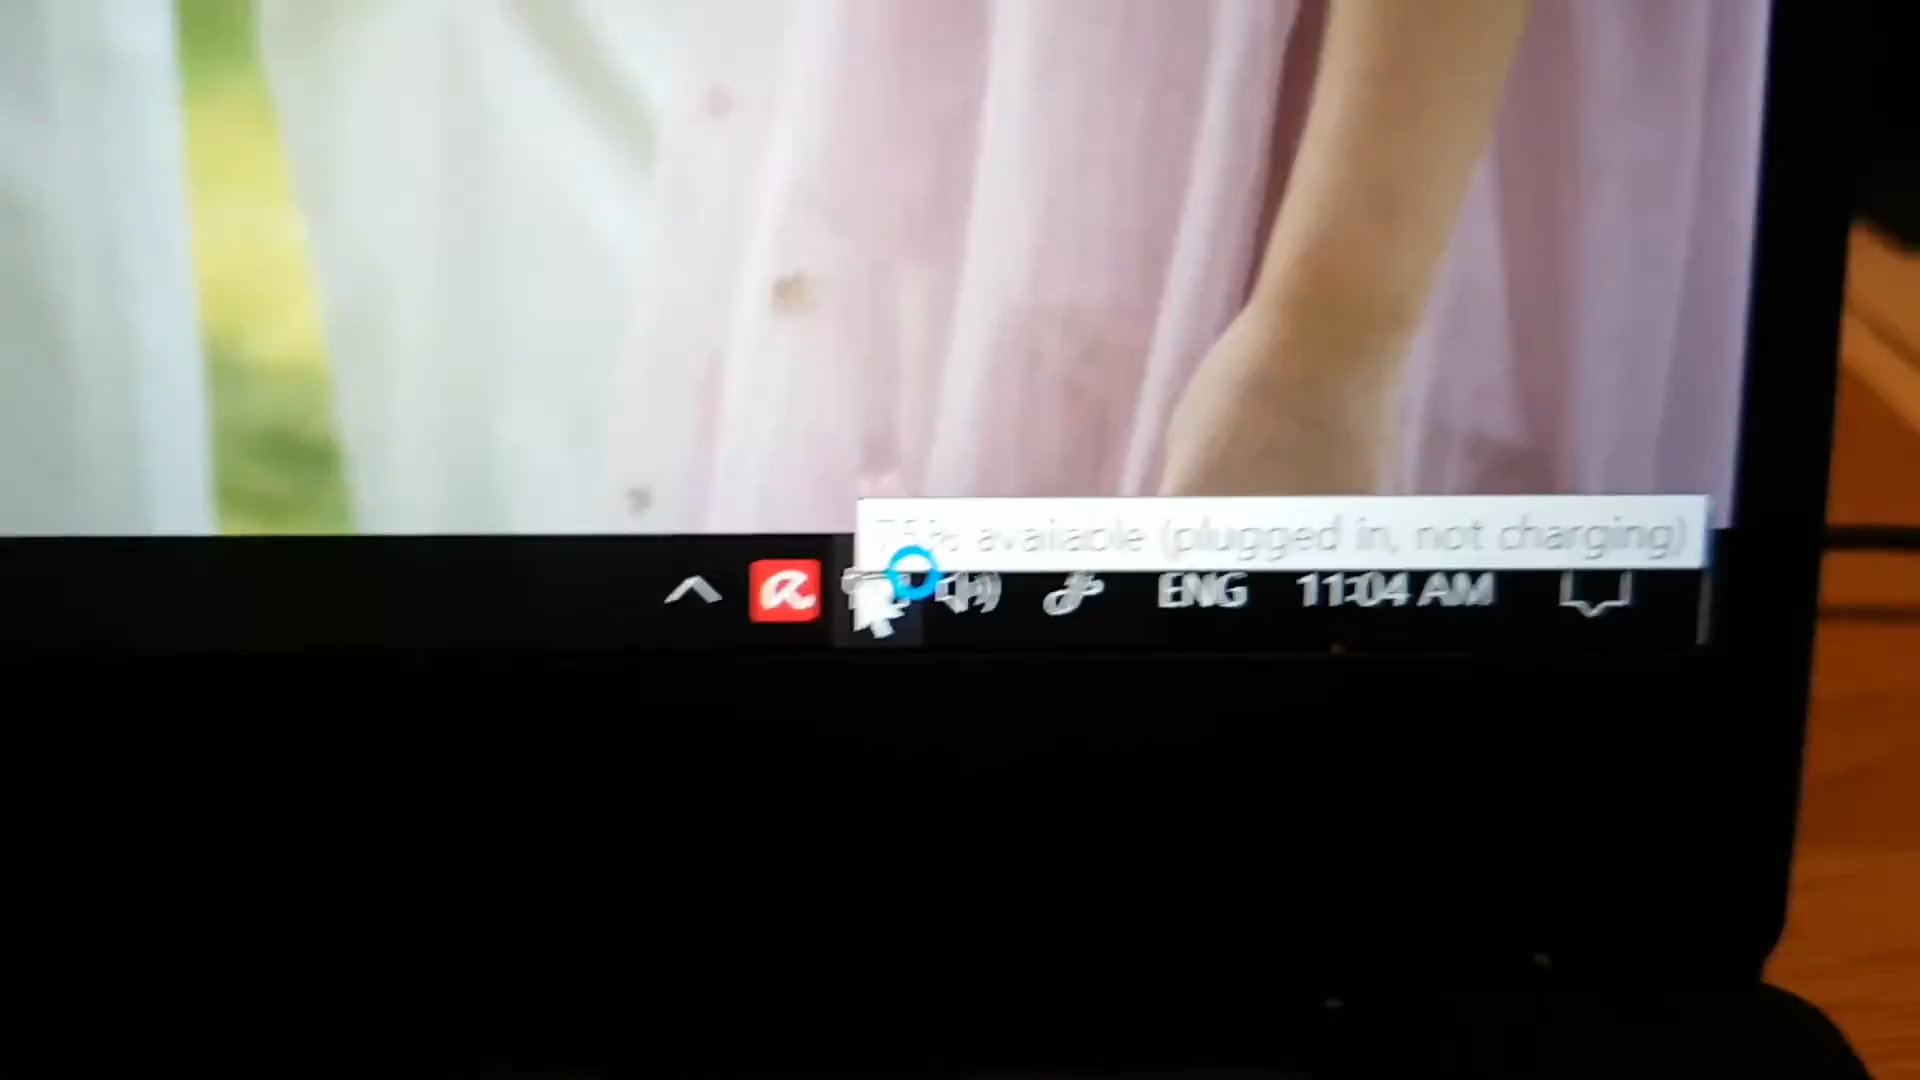 available (plugged in, not charging)
ENG 11:04 AM